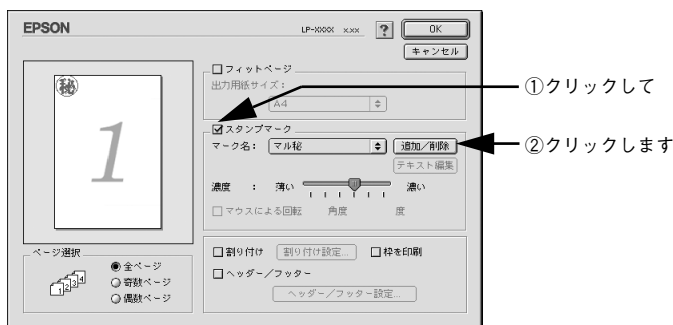 EPSON
LP-XXXX x.xx
?
OK
キャンセル
フィットページ
出力用紙サイズ：
A4
①クリックして
スタンプマーク
マーク名： マル秘 追加／削除
②クリックします
テキスト編集
濃度 ： 薄い 濃い
マウスによる回転 角度 度
㊙
1
ページ選択
全ページ
奇数ページ
偶数ページ
1 2 3 4
割り付け 割り付け設定... 枠を印刷
ヘッダー／フッター
ヘッダー／フッター設定...